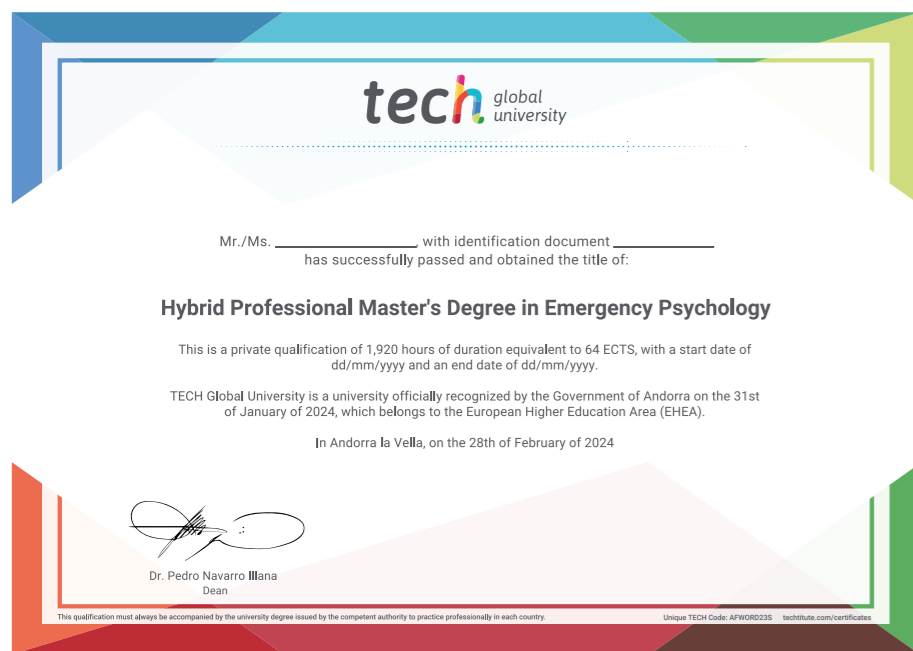 tech global university
Mr./Ms. ________________, with identification document ____________
has successfully passed and obtained the title of:
Hybrid Professional Master's Degree in Emergency Psychology
This is a private qualification of 1,920 hours of duration equivalent to 64 ECTS, with a start date of
dd/mm/yyyy and an end date of dd/mm/yyyy.
TECH Global University is a university officially recognized by the Government of Andorra on the 31st
of January of 2024, which belongs to the European Higher Education Area (EHEA).
In Andorra la Vella, on the 28th of February of 2024
Dr. Pedro Navarro Illana
Dean
This qualification must always be accompanied by the university degree issued by the competent authority to practice professionally in each country.
Unique TECH Code: AFWORD23S techtitute.com/certificates